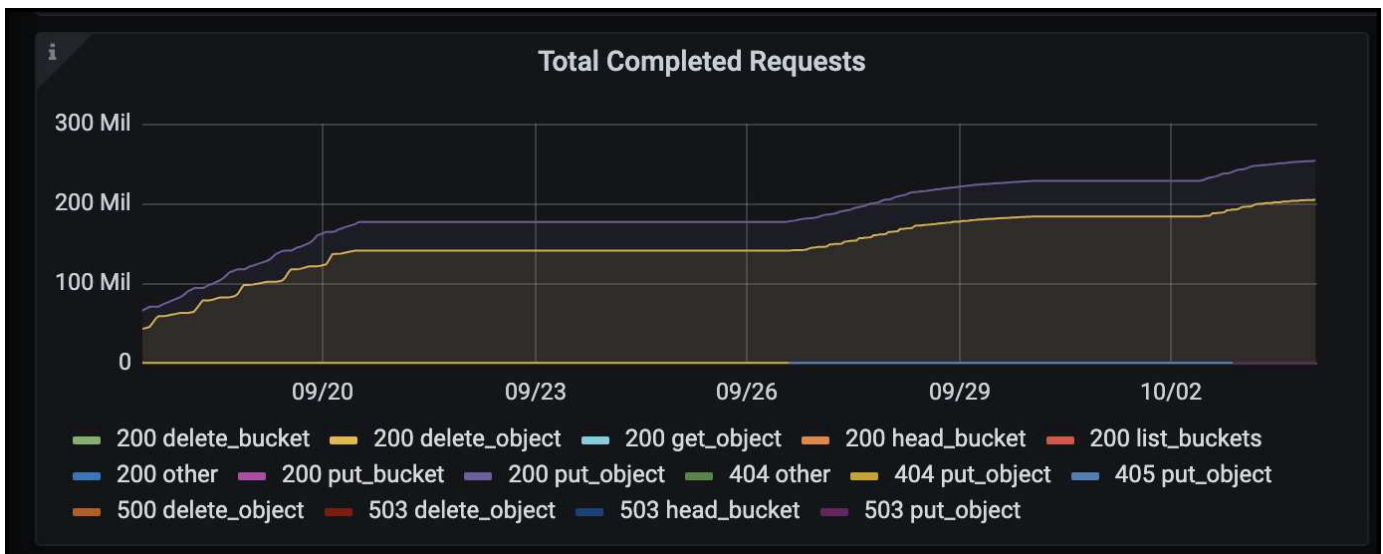 i
Total Completed Requests
300 Mil
200 Mil
100 Mil
0
09/20 09/23 09/26 09/29 10/02
200 delete_bucket 200 delete_object 200 get_object 200 head_bucket 200 list_buckets
200 other 200 put_bucket 200 put_object 404 other 404 put_object 405 put_object
500 delete_object 503 delete_object 503 head_bucket 503 put_object